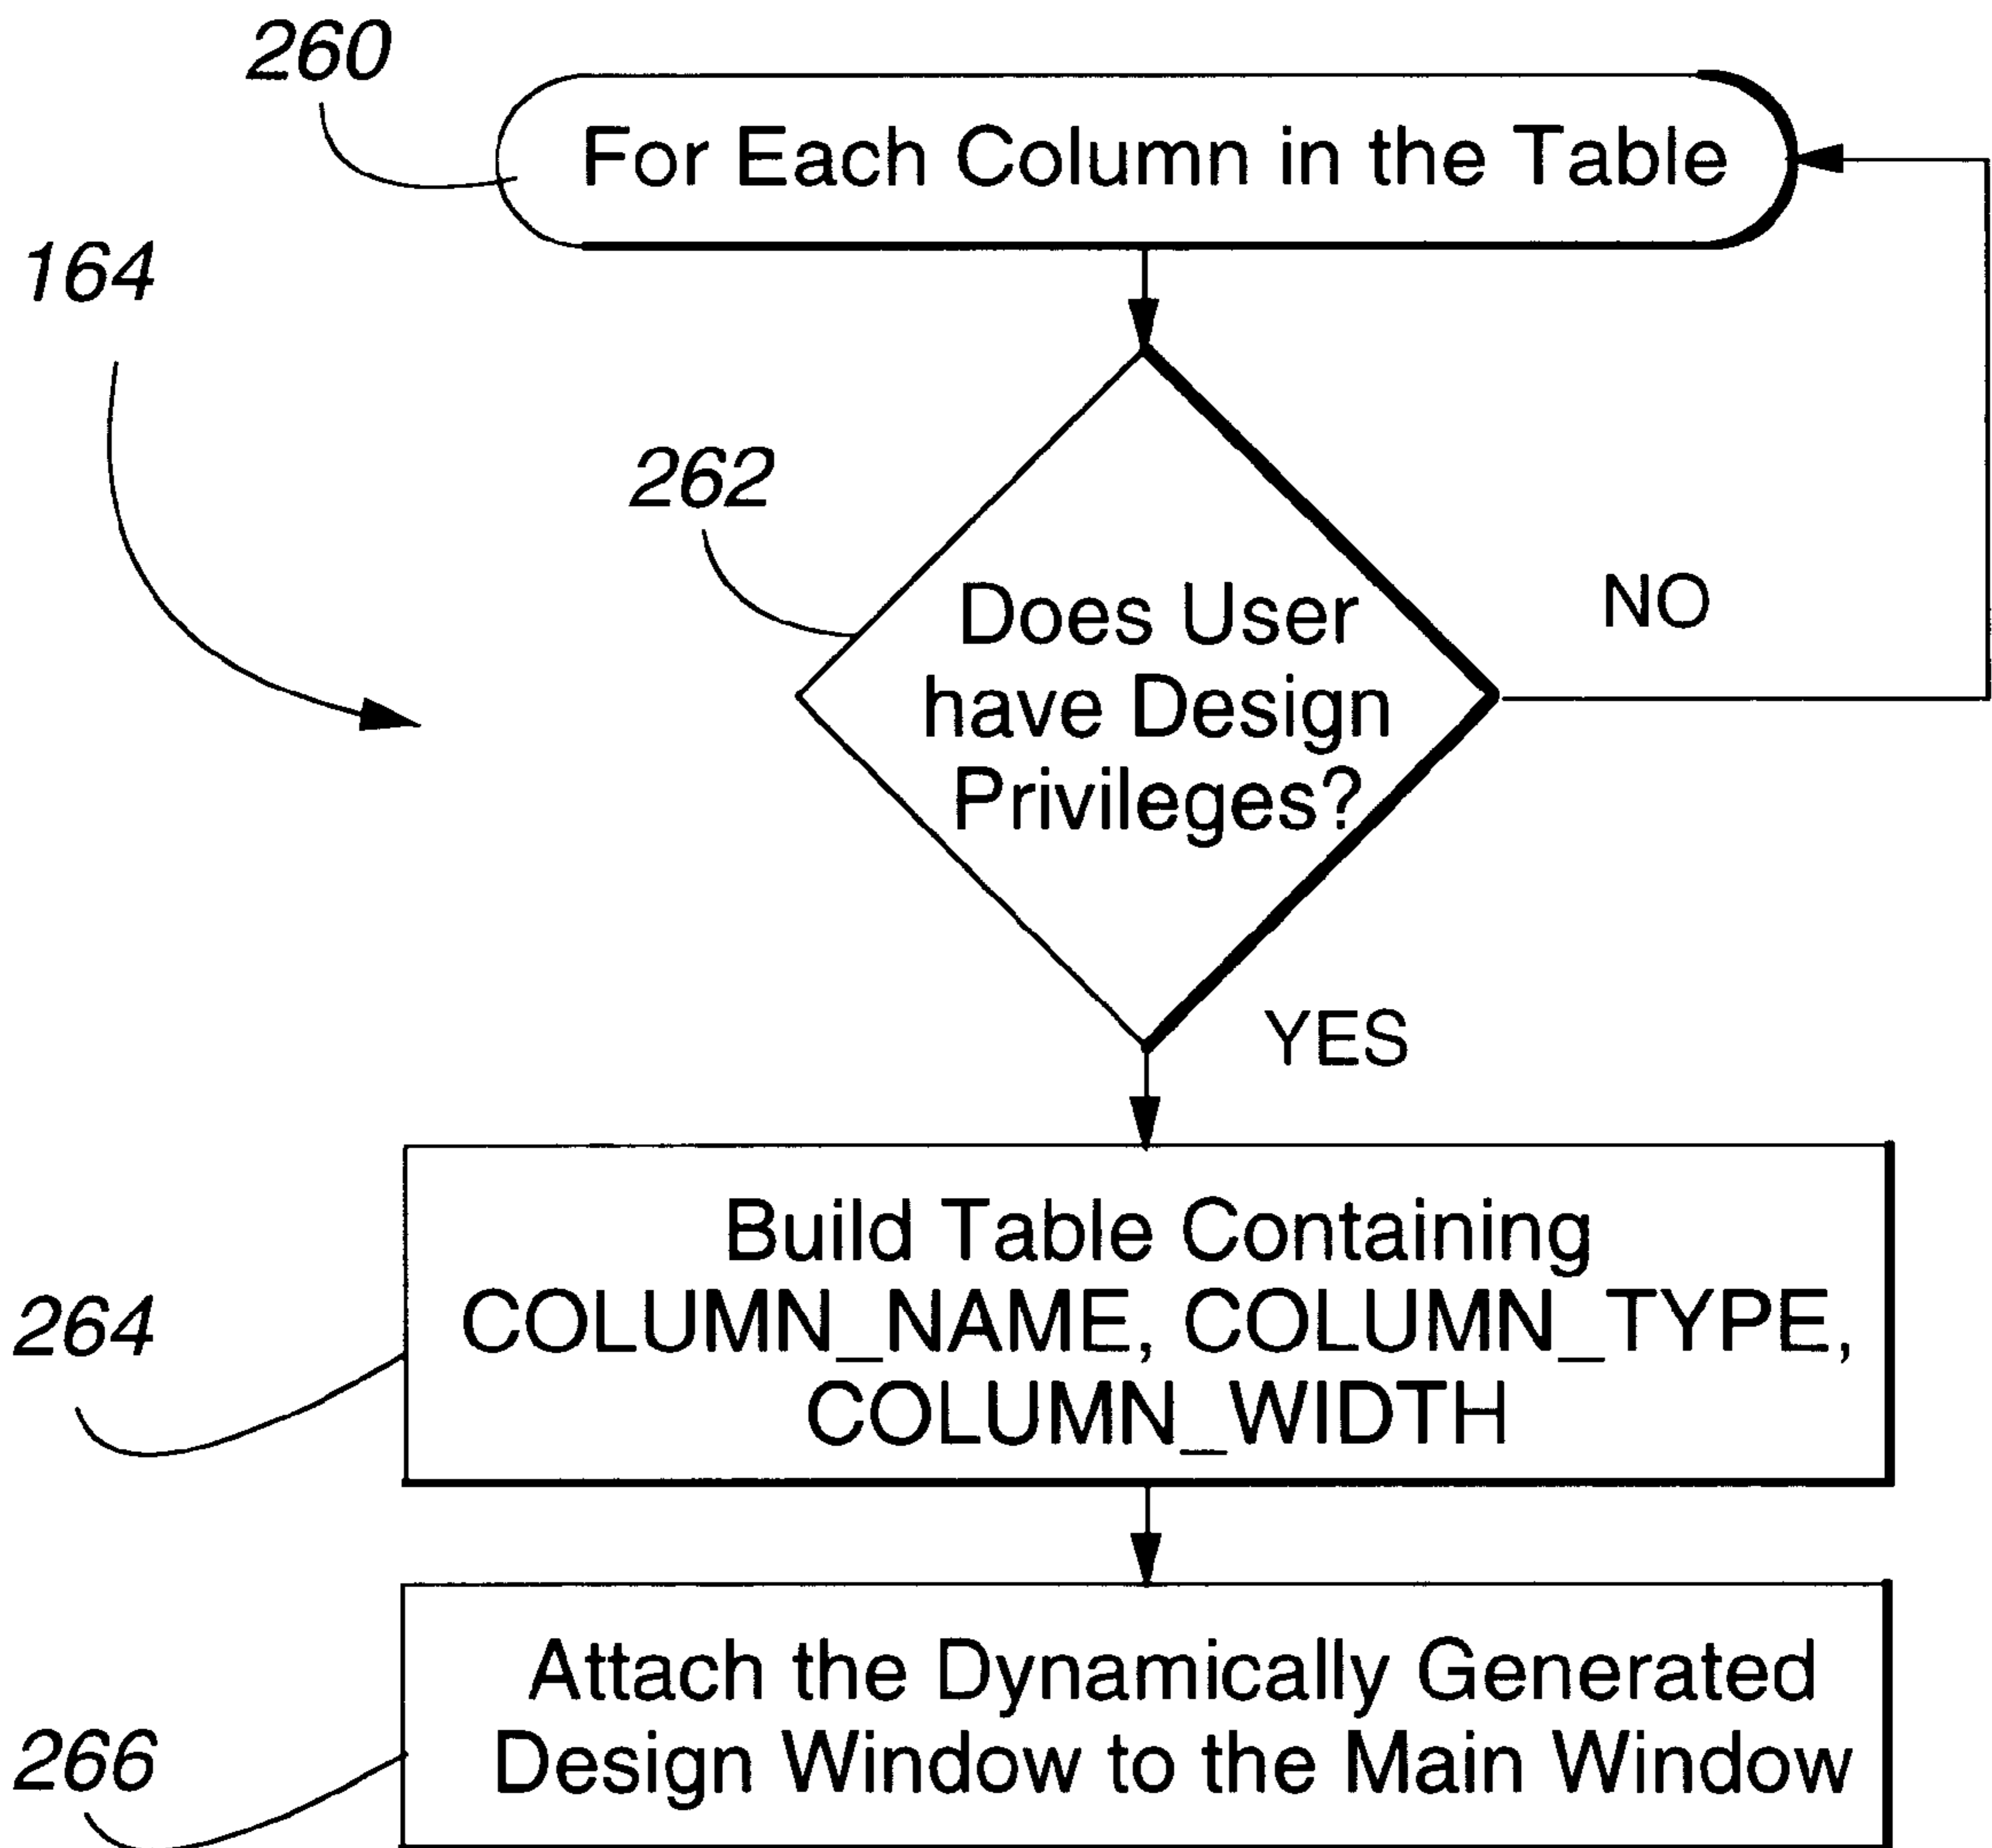 260
For Each Column in the Table
164
262
Does User
have Design
Privileges?
NO
YES
Build Table Containing
COLUMN_NAME, COLUMN_TYPE,
COLUMN_WIDTH
264
Attach the Dynamically Generated
Design Window to the Main Window
266